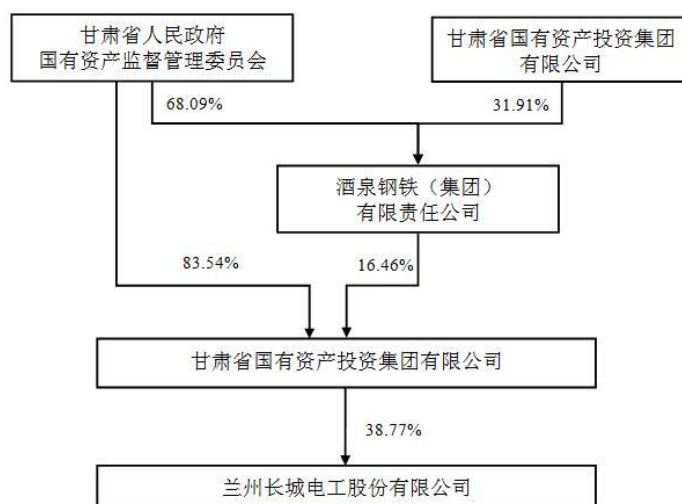 甘肃省人民政府
国有资产监督管理委员会
甘肃省国有资产投资集团
有限公司
68.09%
31.91%
酒泉钢铁（集团）
有限责任公司
83.54%
16.46%
甘肃省国有资产投资集团有限公司
38.77%
兰州长城电工股份有限公司